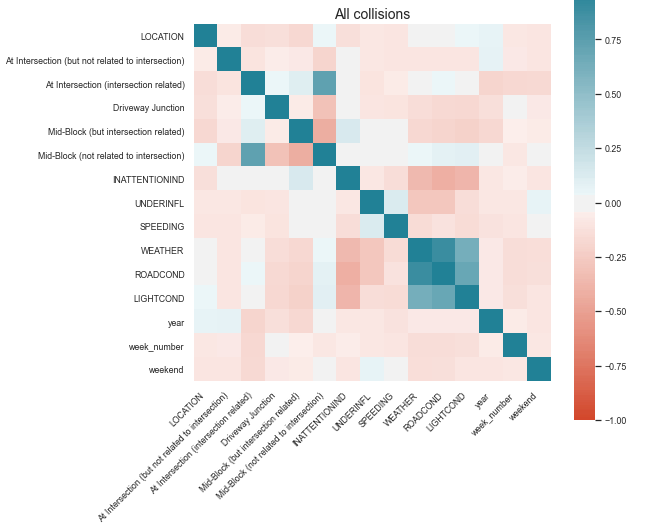 All collisions
LOCATION
At Intersection (but not related to intersection)
At Intersection (intersection related)
Driveway Junction
Mid-Block (but intersection related)
Mid-Block (not related to intersection)
INATTENTIONIND
UNDERINFL
SPEEDING
WEATHER
ROADCOND
LIGHTCOND
year
week_number
weekend
LOCATION
At Intersection (but not related to intersection)
At Intersection (intersection related)
Driveway Junction
Mid-Block (but intersection related)
Mid-Block (not related to intersection)
INATTENTIONIND
UNDERINFL
SPEEDING
WEATHER
ROADCOND
LIGHTCOND
year
week_number
weekend
0.75
0.50
0.25
0.00
−0.25
−0.50
−0.75
−1.00